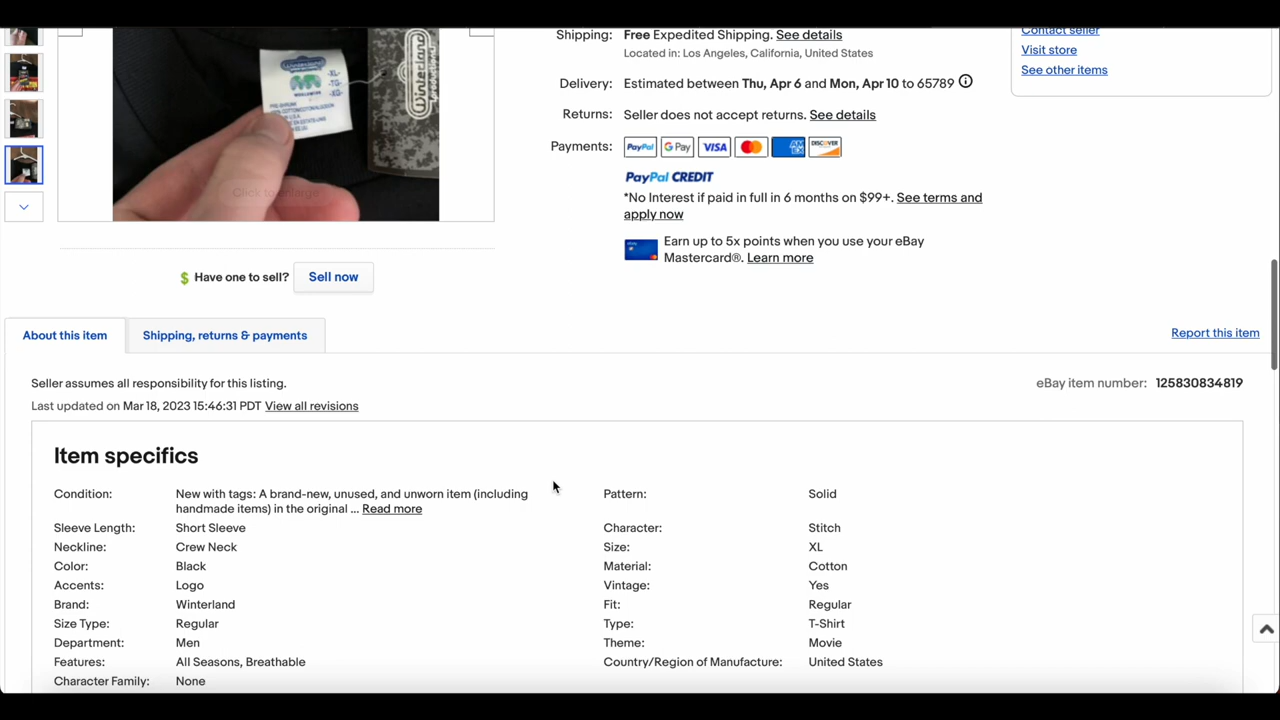 Shipping: Free Expedited Shipping. See details
Located in: Los Angeles, California, United States
Delivery: Estimated between Thu, Apr 6 and Mon, Apr 10 to 65789
Returns: Seller does not accept returns. See details
Payments: PayPal G Pay VISA DISCOVER
PayPal CREDIT
*No Interest if paid in full in 6 months on $99+. See terms and
apply now
Earn up to 5x points when you use your eBay
Mastercard®. Learn more
Contact seller
Visit store
See other items
Winterland
-XL-
-TG-
-XG-
WORLDWIDE
Winterland
Click to enlarge
Have one to sell? Sell now
About this item
Shipping, returns & payments
Report this item
Seller assumes all responsibility for this listing.
eBay item number: 125830834819
Last updated on Mar 18, 2023 15:46:31 PDT View all revisions
Item specifics
Condition: New with tags: A brand-new, unused, and unworn item (including
handmade items) in the original ... Read more
Pattern: Solid
Sleeve Length: Short Sleeve
Character: Stitch
Neckline: Crew Neck
Size: XL
Color: Black
Material: Cotton
Accents: Logo
Vintage: Yes
Brand: Winterland
Fit: Regular
Size Type: Regular
Type: T-Shirt
Department: Men
Theme: Movie
Features: All Seasons, Breathable
Country/Region of Manufacture: United States
Character Family: None